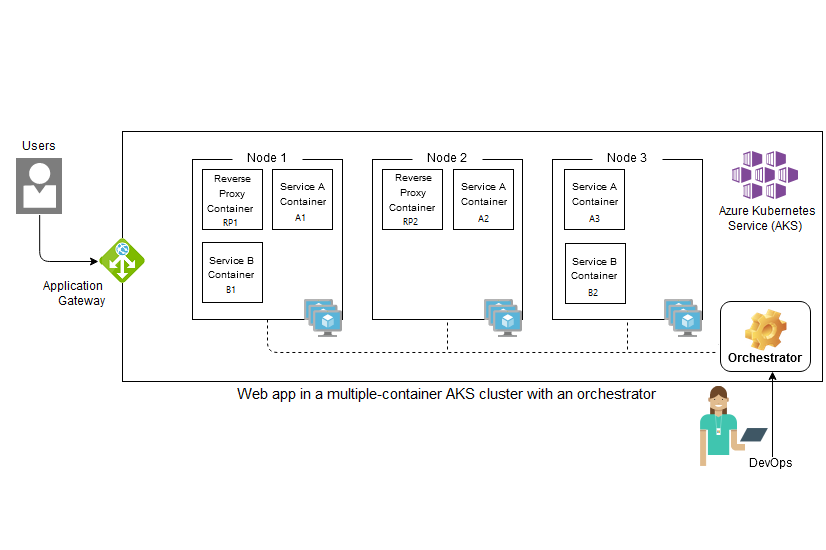 Users
Application
Gateway
Node 1
Reverse
Proxy
Container
RP1
Service A
Container
A1
Service B
Container
B1
Node 2
Reverse
Proxy
Container
RP2
Service A
Container
A2
Node 3
Service A
Container
A3
Service B
Container
B2
Azure Kubernetes
Service (AKS)
Orchestrator
Web app in a multiple-container AKS cluster with an orchestrator
DevOps